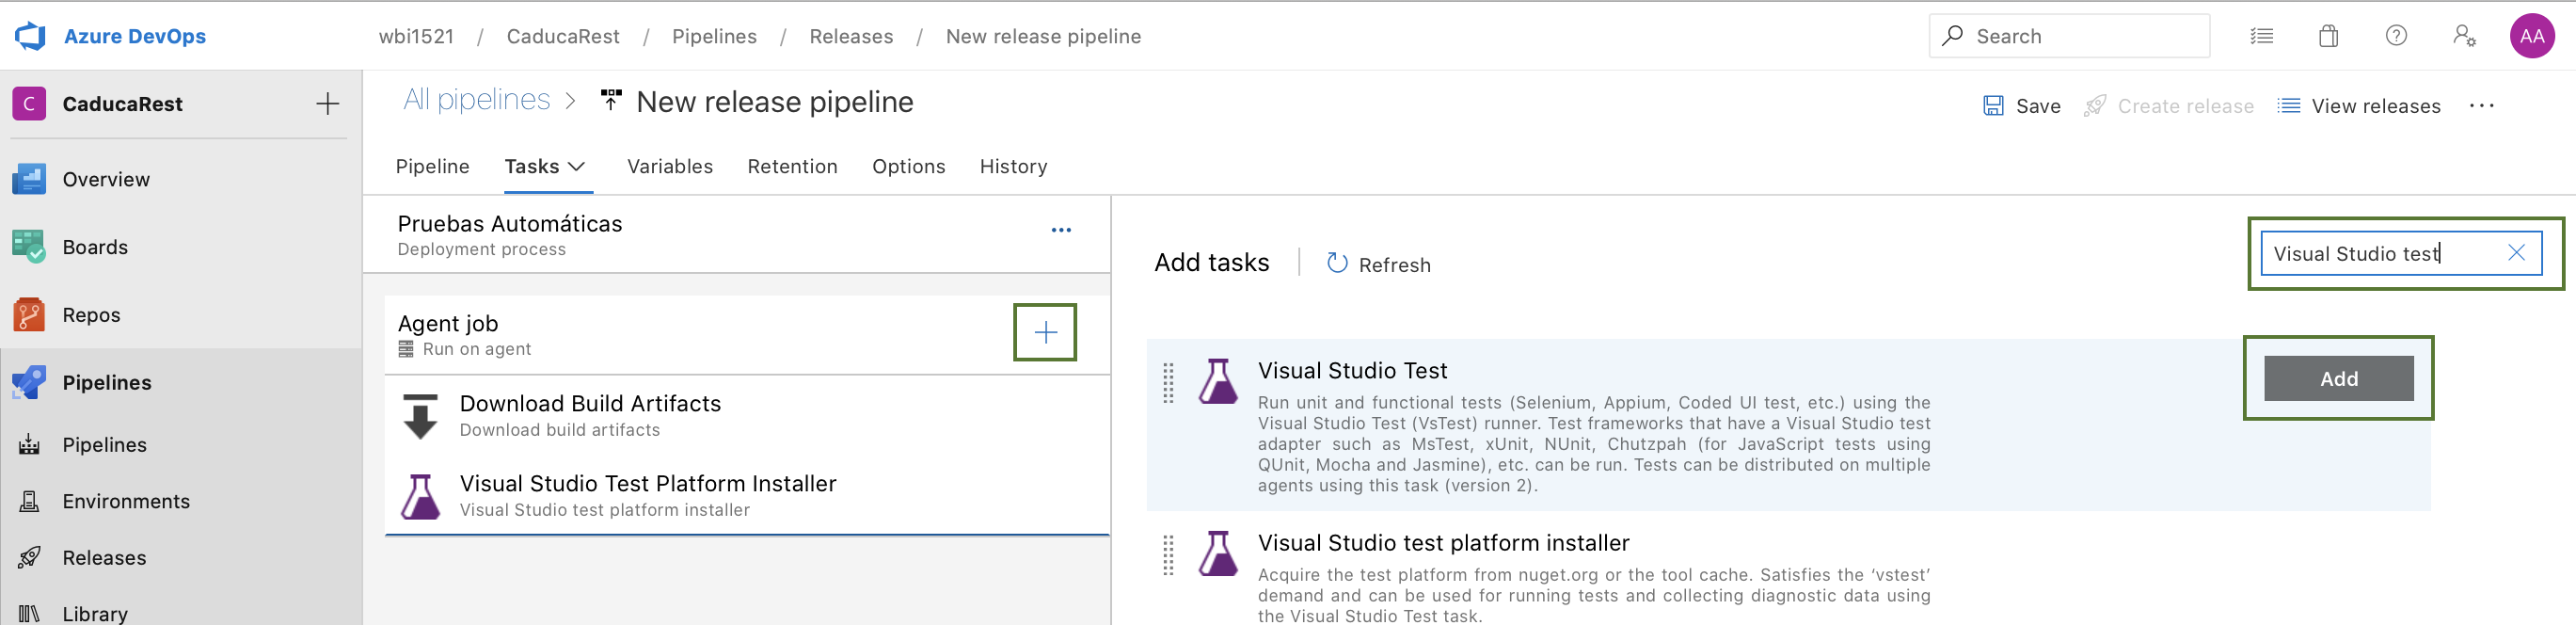 Azure DevOps
wbi1521 / CaducaRest / Pipelines / Releases / New release pipeline
Search
AA
C
CaducaRest
Overview
Boards
Repos
Pipelines
Pipelines
Environments
Releases
Library
All pipelines > New release pipeline
Save
Create release
View releases
...
Pipeline
Tasks
Variables
Retention
Options
History
Pruebas Automáticas
Deployment process
...
Agent job
Run on agent
Download Build Artifacts
Download build artifacts
Visual Studio Test Platform Installer
Visual Studio test platform installer
Add tasks
Refresh
Visual Studio test
Visual Studio Test
Run unit and functional tests (Selenium, Appium, Coded UI test, etc.) using the
Visual Studio Test (VsTest) runner. Test frameworks that have a Visual Studio test
adapter such as MsTest, xUnit, NUnit, Chutzpah (for JavaScript tests using
QUnit, Mocha and Jasmine), etc. can be run. Tests can be distributed on multiple
agents using this task (version 2).
Add
Visual Studio test platform installer
Acquire the test platform from nuget.org or the tool cache. Satisfies the ‘vstest’
demand and can be used for running tests and collecting diagnostic data using
the Visual Studio Test task.